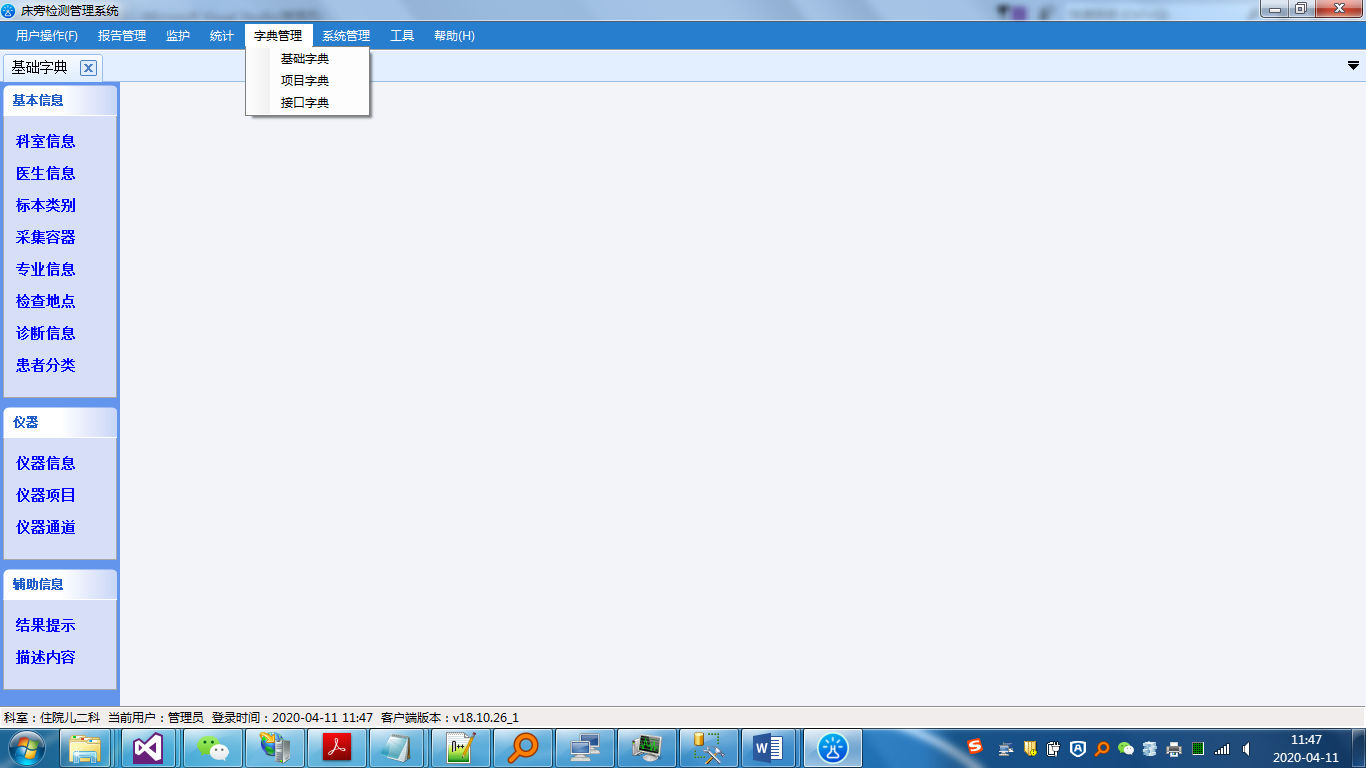 床旁检测管理系统
用户操作(F) 报告管理 监护 统计 字典管理 系统管理 工具 帮助(H)
基础字典
基础字典
项目字典
接口字典
基本信息
科室信息
医生信息
标本类别
采集容器
专业信息
检查地点
诊断信息
患者分类
仪器
仪器信息
仪器项目
仪器通道
辅助信息
结果提示
描述内容
科室：住院儿二科 当前用户：管理员 登录时间：2020-04-11 11:47 客户端版本：v18.10.26_1
11:47
2020-04-11